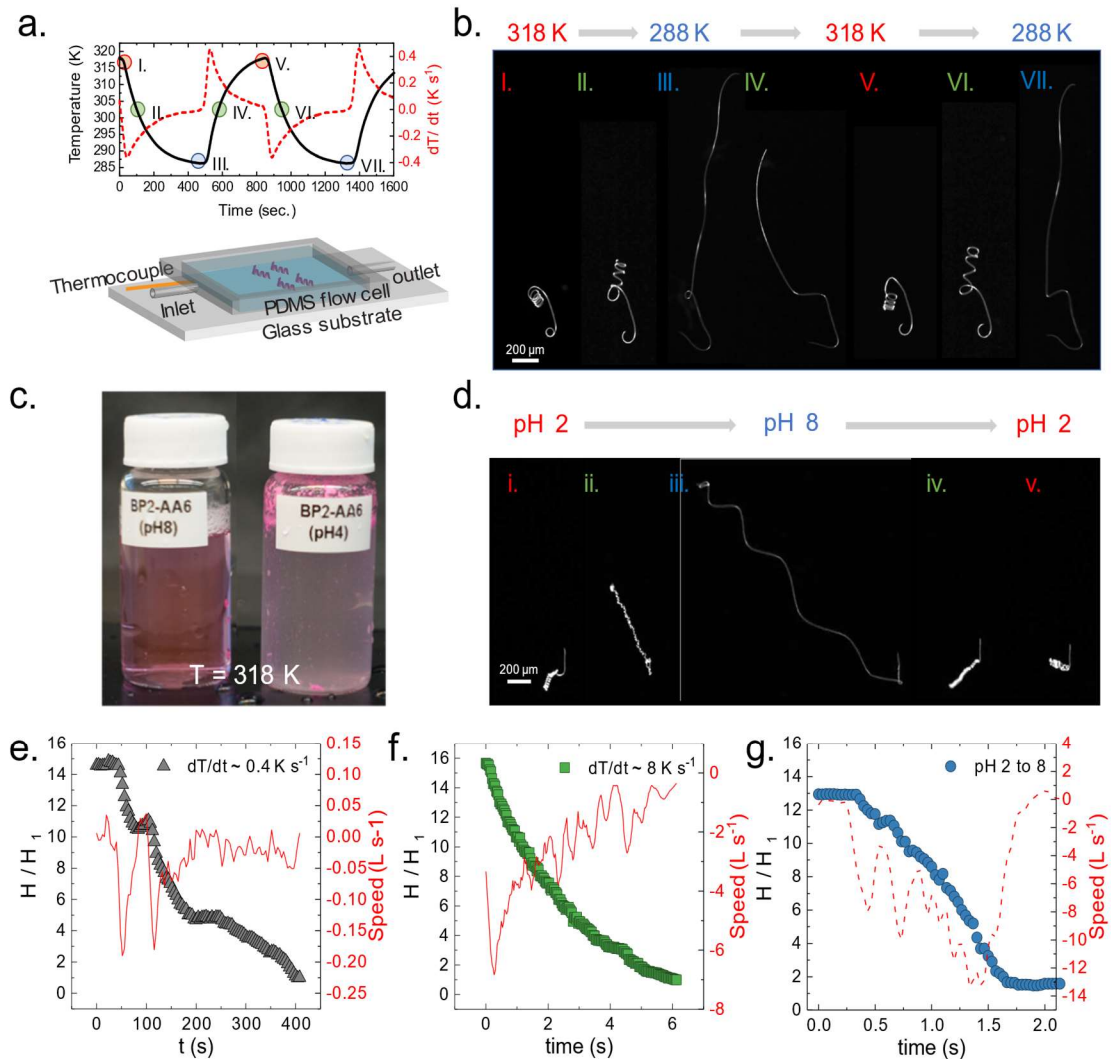 a.
320
315
310
305
300
295
290
285
Temperature (K)
0 200 400 600 800 1000 1200 1400 1600
Time (sec.)
0.4
0.2
0.0
-0.2
-0.4
dT/ dt (K s⁻¹)
I.
II.
III.
IV.
V.
VI.
VII.
Thermocouple
Inlet
outlet
PDMS flow cell
Glass substrate
b.
318 K 288 K 318 K 288 K
I. II. III. IV. V. VI. VII.
200 µm
c.
BP2-AA6
(pH8)
BP2-AA6
(pH4)
T = 318 K
d.
pH 2 pH 8 pH 2
i. ii. iii. iv. v.
200 µm
e.
16
14
12
10
8
6
4
2
0
H / H₁
0 100 200 300 400
t (s)
0.15
0.10
0.05
0.00
-0.05
-0.10
-0.15
-0.20
-0.25
Speed (L s-1)
dT/dt ~ 0.4 K s⁻¹
f.
16
14
12
10
8
6
4
2
0
H / H₁
0 2 4 6
time (s)
0
-2
-4
-6
-8
Speed (L s⁻¹)
dT/dt ~ 8 K s⁻¹
g.
16
14
12
10
8
6
4
2
0
H / H₁
0.0 0.5 1.0 1.5 2.0
time (s)
4
2
0
-2
-4
-6
-8
-10
-12
-14
Speed (L s⁻¹)
pH 2 to 8